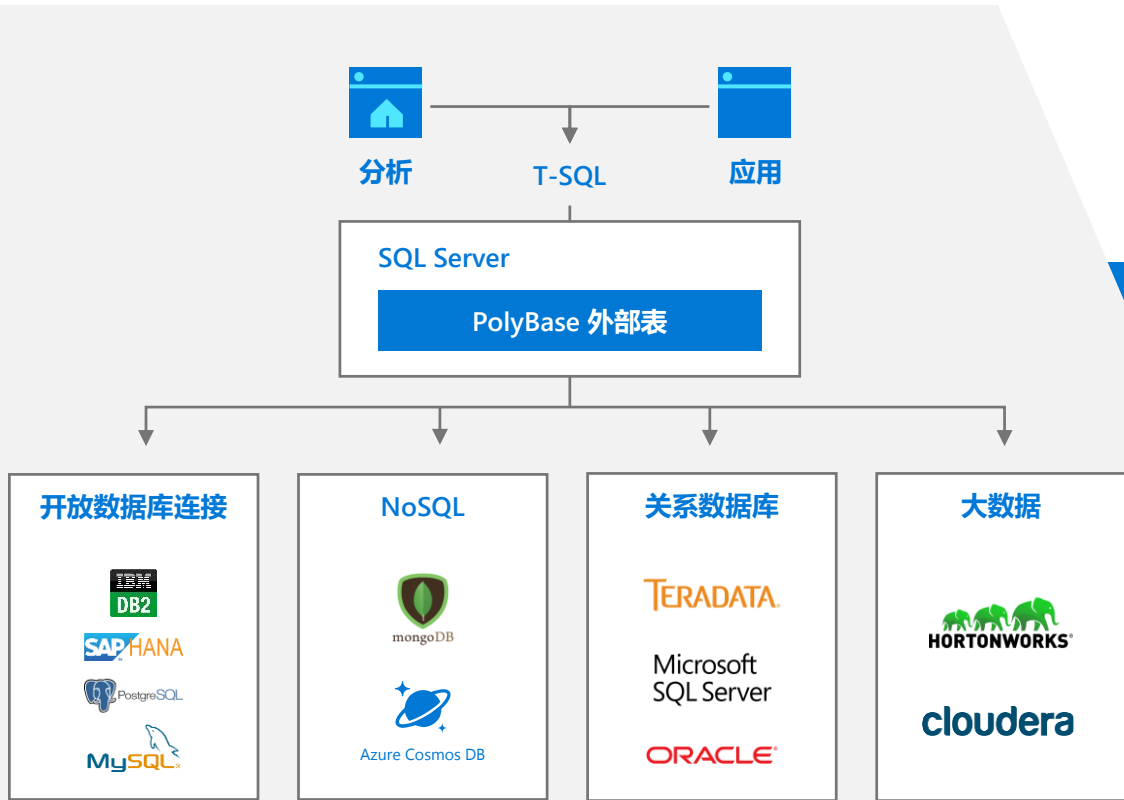 分析
T-SQL
应用
SQL Server
PolyBase 外部表
开放数据库连接
IBM
DB2
SAP HANA
PostgreSQL
MySQL
NoSQL
mongoDB
Azure Cosmos DB
关系数据库
TERADATA
Microsoft
SQL Server
ORACLE
大数据
HORTONWORKS
cloudera